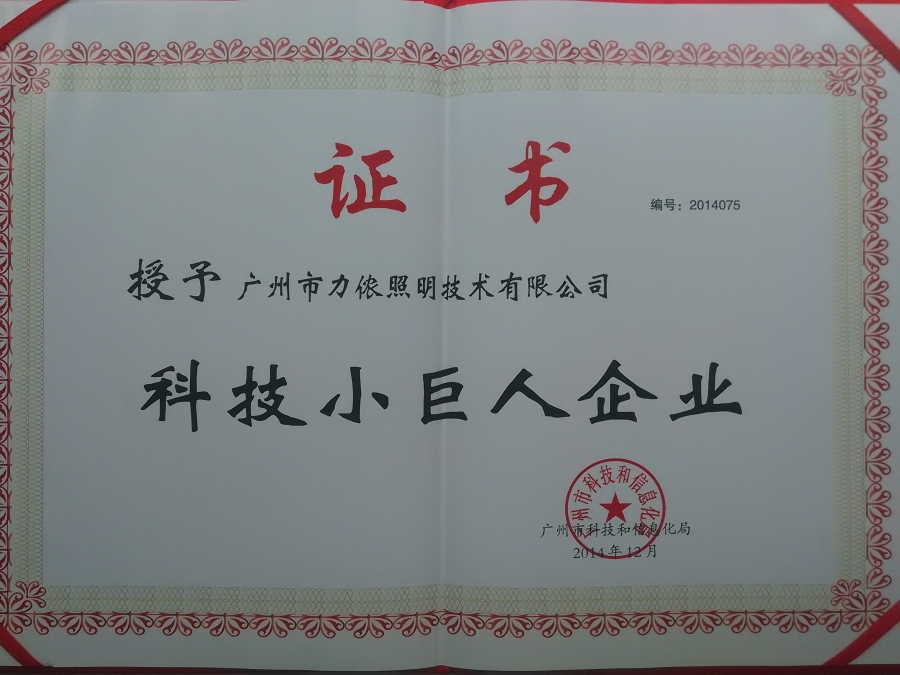 证书
编号：2014075
授予 广州市力侬照明技术有限公司
科技小巨人企业
广州市科技和信息化局
广州市科技和信息化局
2014年12月